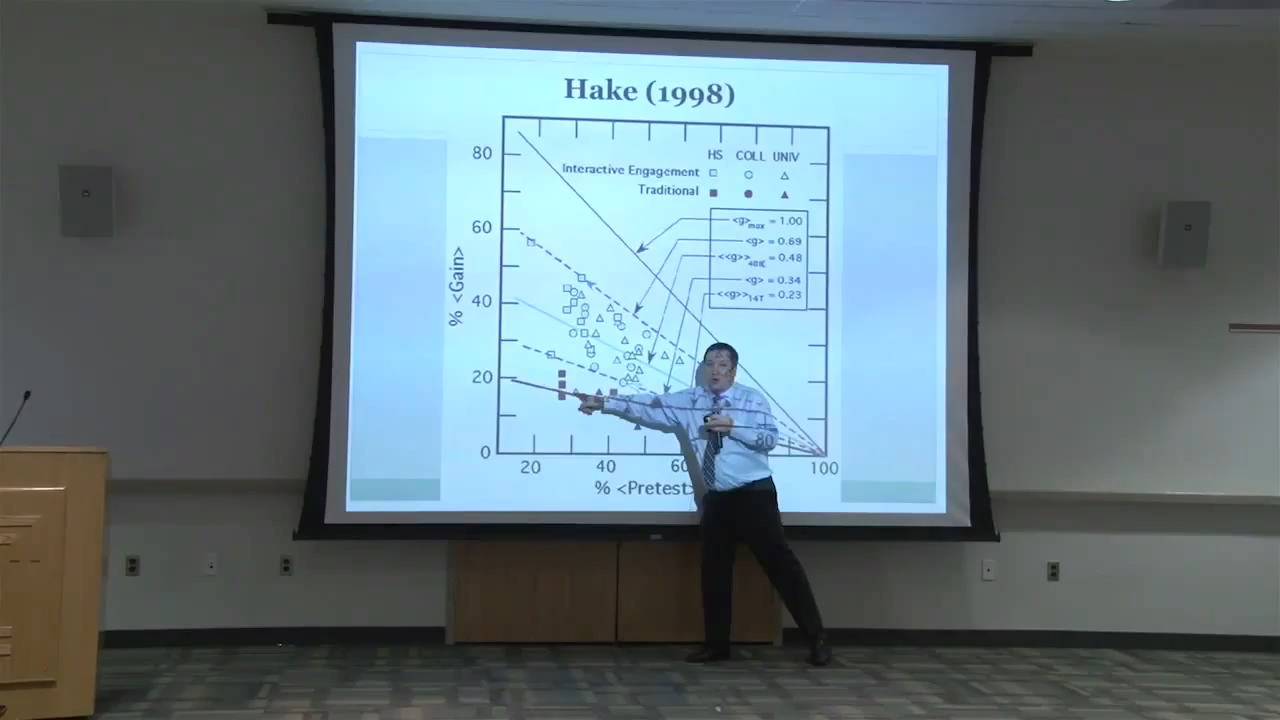 Hake (1998)
HS COLL UNIV
Interactive Engagement
Traditional
<g>max = 1.00
<g> = 0.69
<<g>>48IE = 0.48
<g> = 0.34
<<g>>14T = 0.23
% <Gain>
80
60
40
20
0
20 40 60 80 100
% <Pretest>